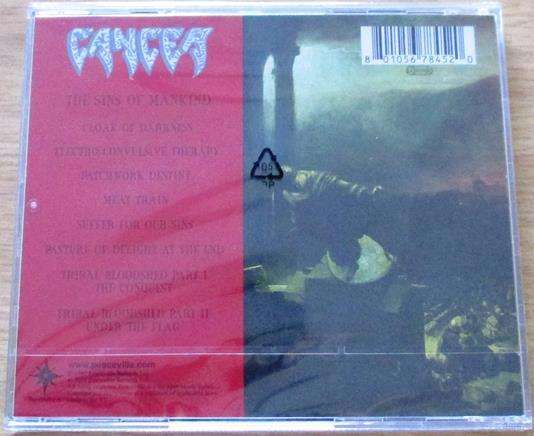 CANCER
THE SINS OF MANKIND
CLOAK OF DARKNESS
ELECTRO-CONVULSIVE THERAPY
PATCHWORK DESTINY
MEAT TRAIN
SUFFER FOR OUR SINS
PASTURE OF DELIGHT AT THE END
TRIBAL BLOODSHED PART I
THE CONQUEST
TRIBAL BLOODSHED PART II
UNDER THE FLAG
8 01056 78452 0
05
www.peaceville.com